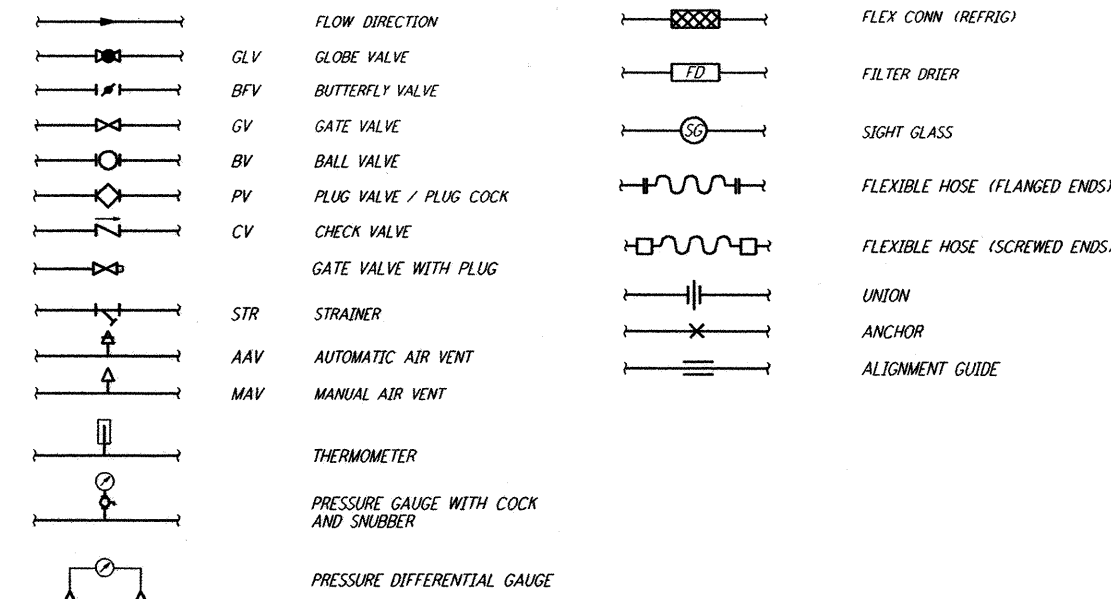 FLOW DIRECTION
GLV GLOBE VALVE
BFV BUTTERFLY VALVE
GV GATE VALVE
BV BALL VALVE
PV PLUG VALVE / PLUG COCK
CV CHECK VALVE
GATE VALVE WITH PLUG
STR STRAINER
AAV AUTOMATIC AIR VENT
MAV MANUAL AIR VENT
THERMOMETER
PRESSURE GAUGE WITH COCK
AND SNUBBER
PRESSURE DIFFERENTIAL GAUGE
FLEX CONN (REFRIG)
FD FILTER DRIER
SG SIGHT GLASS
FLEXIBLE HOSE (FLANGED ENDS)
FLEXIBLE HOSE (SCREWED ENDS)
UNION
ANCHOR
ALIGNMENT GUIDE